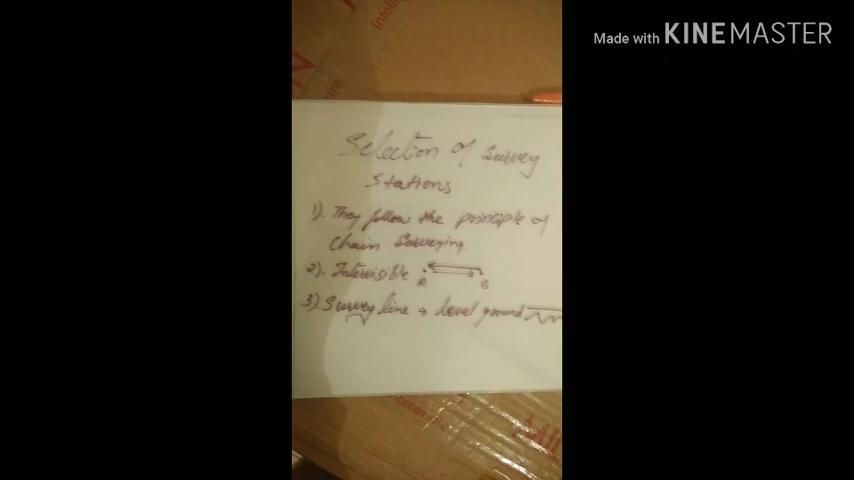 Intelli
Made with KINEMASTER
Selection of Survey
Stations
1). They follow the principle of
Chain Surveying.
2). Intervisible
A B
3). Survey line → Level ground